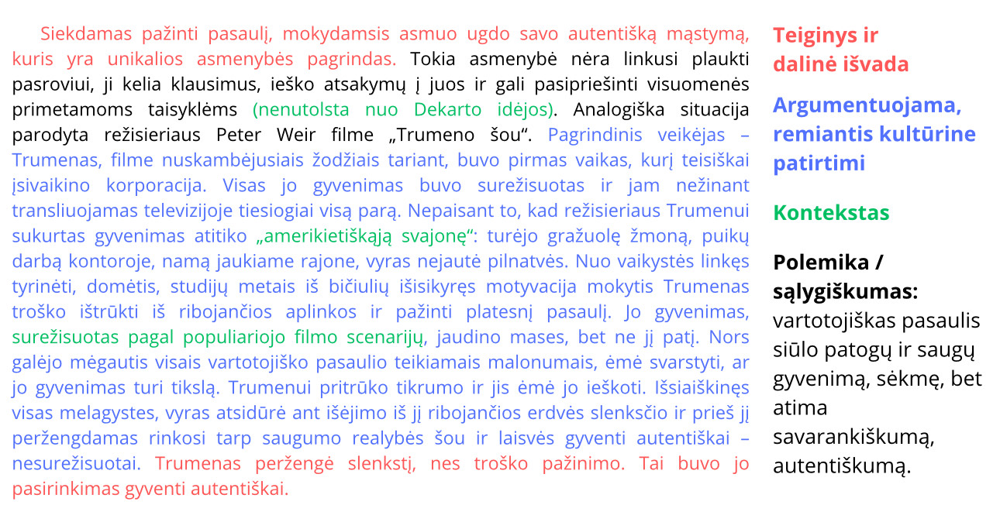 Siekdamas pažinti pasaulį, mokydamsis asmuo ugdo savo autentišką mąstymą,
kuris yra unikalios asmenybės pagrindas. Tokia asmenybė nėra linkusi plaukti
pasroviui, ji kelia klausimus, ieško atsakymų į juos ir gali pasipriešinti visuomenės
primetamoms taisyklėms (nenutolsta nuo Dekarto idėjos). Analogiška situacija
parodyta režisieriaus Peter Weir filme „Trumeno šou“. Pagrindinis veikėjas –
Trumenas, filme nuskambėjusiais žodžiais tariant, buvo pirmas vaikas, kurį teisiškai
įsivaikino korporacija. Visas jo gyvenimas buvo surežisuotas ir jam nežinant
transliuojamas televizijoje tiesiogiai visą parą. Nepaisant to, kad režisieriaus Trumenui
sukurtas gyvenimas atitiko „amerikietiškąją svajonę“: turėjo gražuolę žmoną, puikų
darbą kontoroje, namą jaukiame rajone, vyras nejautė pilnatvės. Nuo vaikystės linkęs
tyrinėti, domėtis, studijų metais iš bičiulių išisikyręs motyvacija mokytis Trumenas
troško ištrūkti iš ribojančios aplinkos ir pažinti platesnį pasaulį. Jo gyvenimas,
surežisuotas pagal populiariojo filmo scenarijų, jaudino mases, bet ne jį patį. Nors
galėjo mėgautis visais vartotojiško pasaulio teikiamais malonumais, ėmė svarstyti, ar
jo gyvenimas turi tikslą. Trumenui pritrūko tikrumo ir jis ėmė jo ieškoti. Išsiaiškinęs
visas melagystes, vyras atsidūrė ant išėjimo iš jį ribojančios erdvės slenksčio ir prieš jį
peržengdamas rinkosi tarp saugumo realybės šou ir laisvės gyventi autentiškai –
nesurežisuotai. Trumenas peržengė slenkstį, nes troško pažinimo. Tai buvo jo
pasirinkimas gyventi autentiškai.
Teiginys ir
dalinė išvada
Argumentuojama,
remiantis kultūrine
patirtimi
Kontekstas
Polemika /
sąlygiškumas:
vartotojiškas pasaulis
siūlo patogų ir saugų
gyvenimą, sėkmę, bet
atima
savarankiškumą,
autentiškumą.